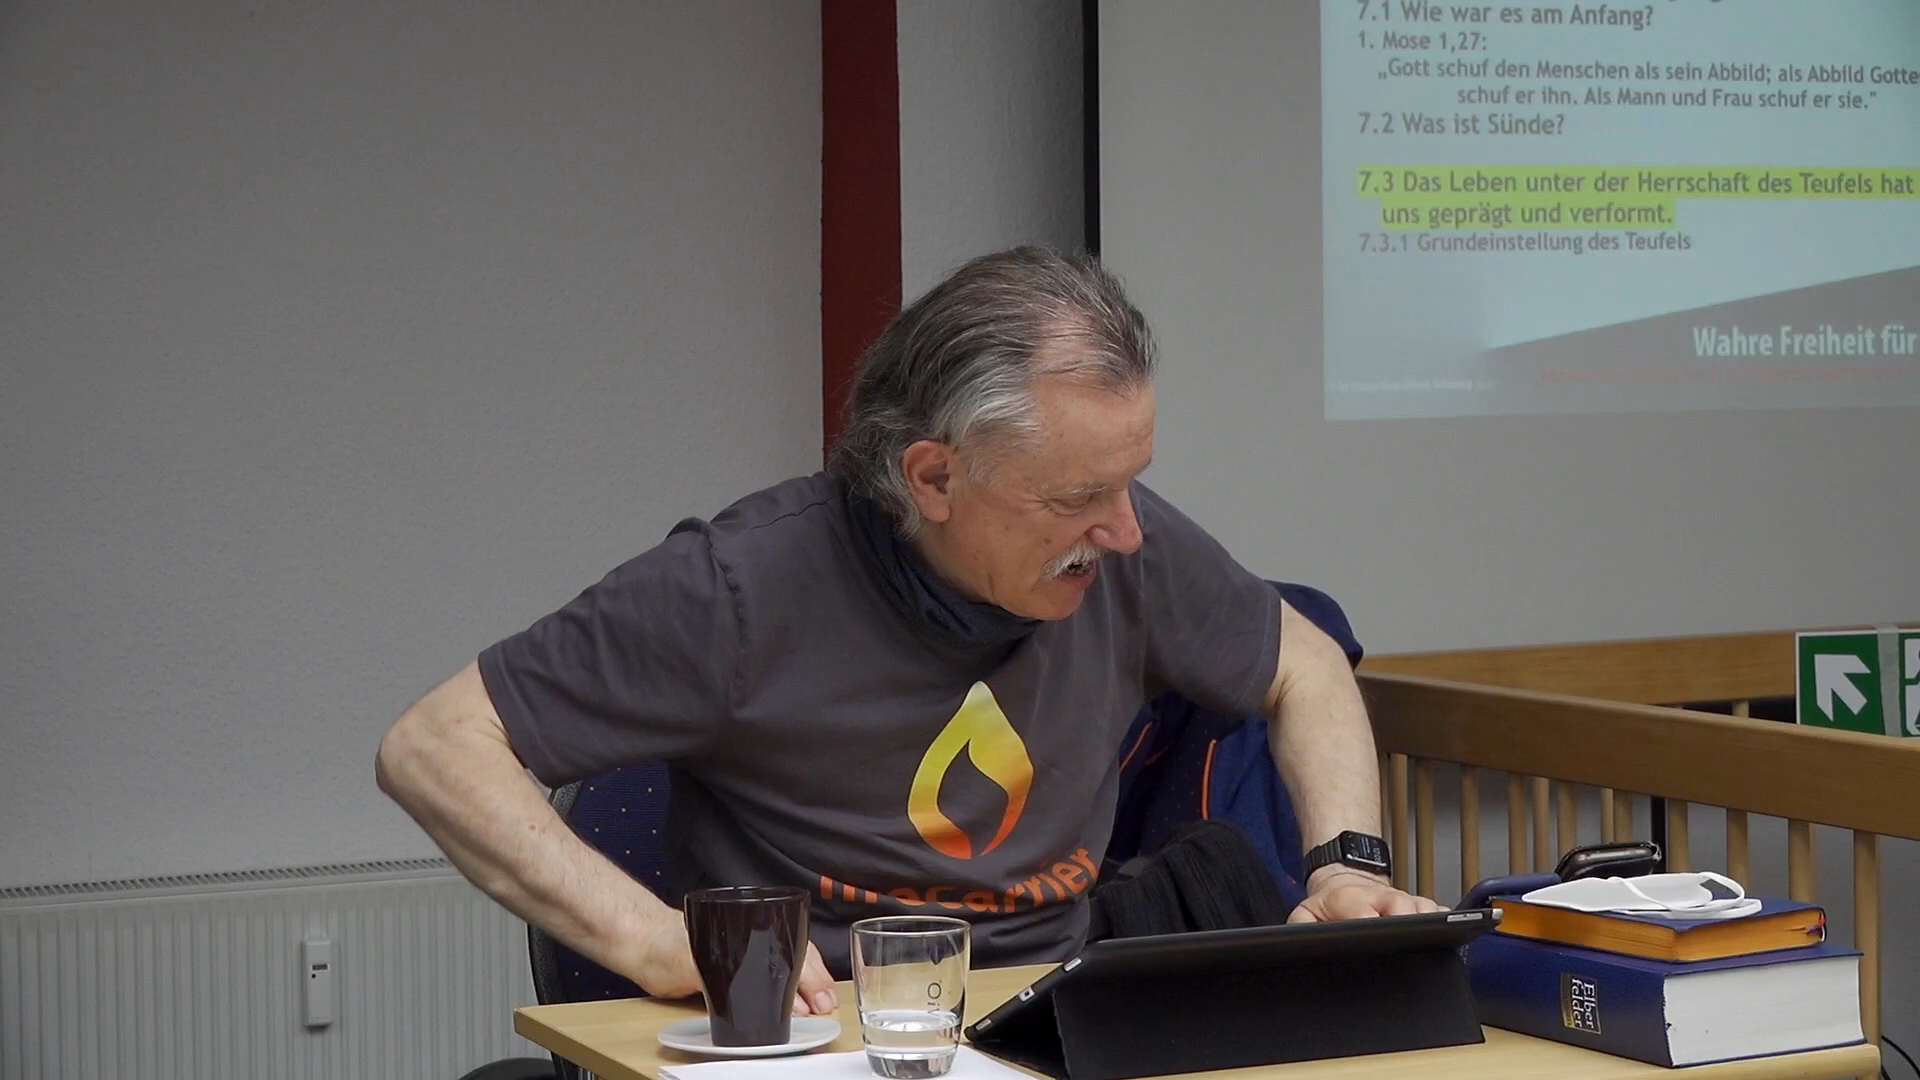 7.1 Wie war es am Anfang?
1. Mose 1,27:
„Gott schuf den Menschen als sein Abbild; als Abbild Gotte
schuf er ihn. Als Mann und Frau schuf er sie."
7.2 Was ist Sünde?
7.3 Das Leben unter der Herrschaft des Teufels hat
uns geprägt und verformt.
7.3.1 Grundeinstellung des Teufels
Wahre Freiheit für
Elber
felder